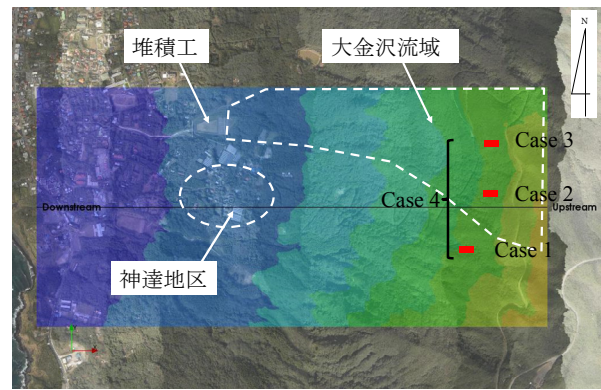 N
堆積工
大金沢流域
Case 3
Case 2
Case 4
Downstream
Upstream
Case 1
神達地区